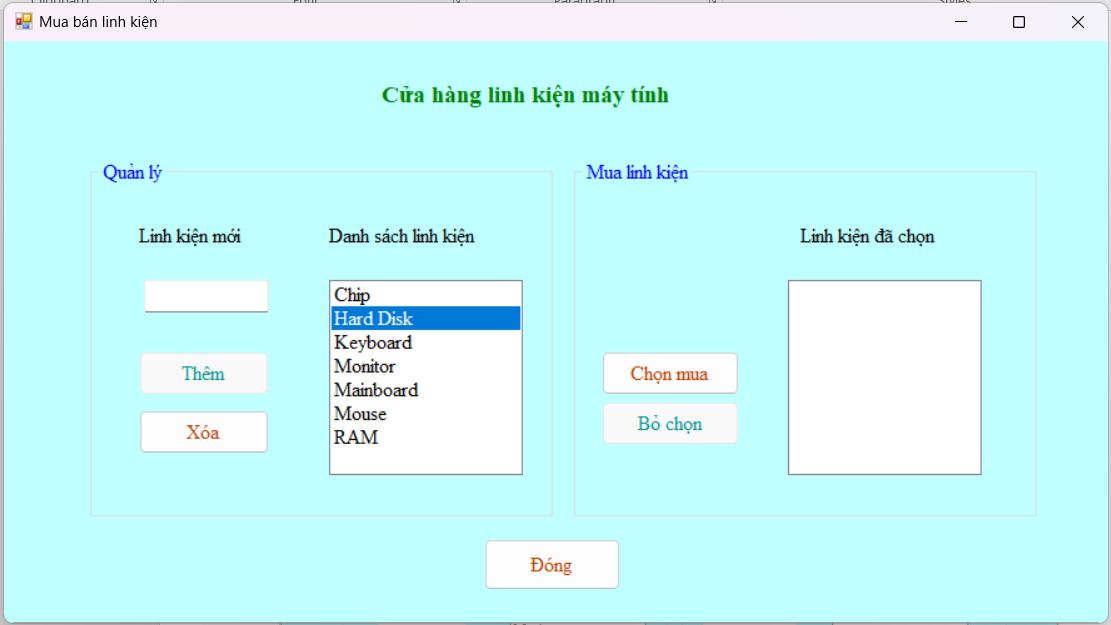 Mua bán linh kiện
Cửa hàng linh kiện máy tính
Quản lý
Linh kiện mới
Danh sách linh kiện
Chip
Hard Disk
Keyboard
Monitor
Mainboard
Mouse
RAM
Thêm
Xóa
Mua linh kiện
Linh kiện đã chọn
Chọn mua
Bỏ chọn
Đóng